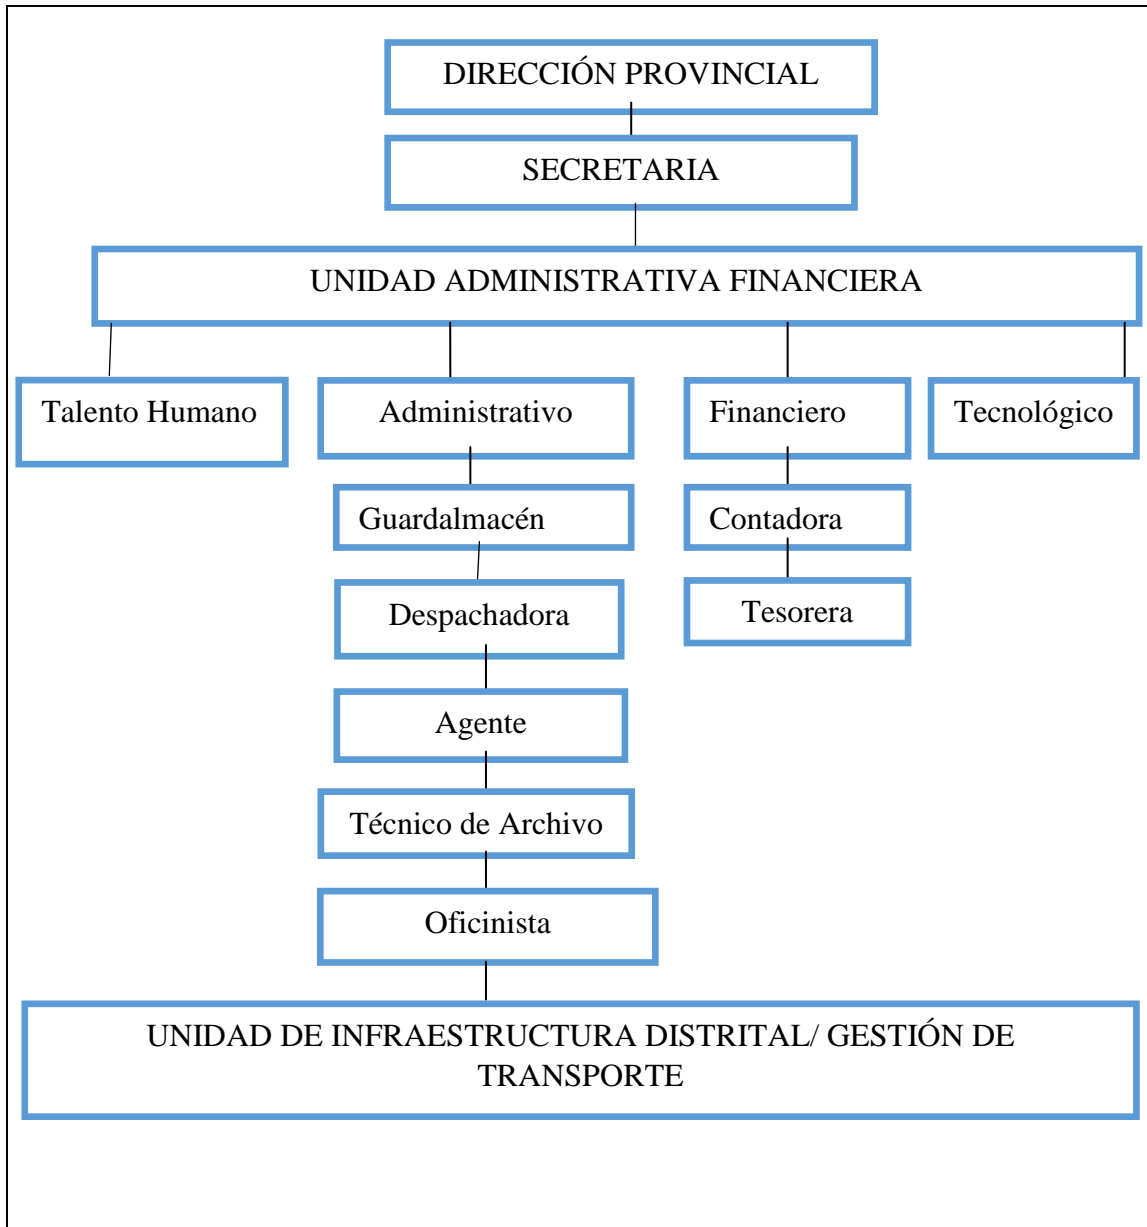 DIRECCIÓN PROVINCIAL
SECRETARIA
UNIDAD ADMINISTRATIVA FINANCIERA
Talento Humano
Administrativo
Financiero
Tecnológico
Guardalmacén
Contadora
Despachadora
Tesorera
Agente
Técnico de Archivo
Oficinista
UNIDAD DE INFRAESTRUCTURA DISTRITAL/ GESTIÓN DE
TRANSPORTE